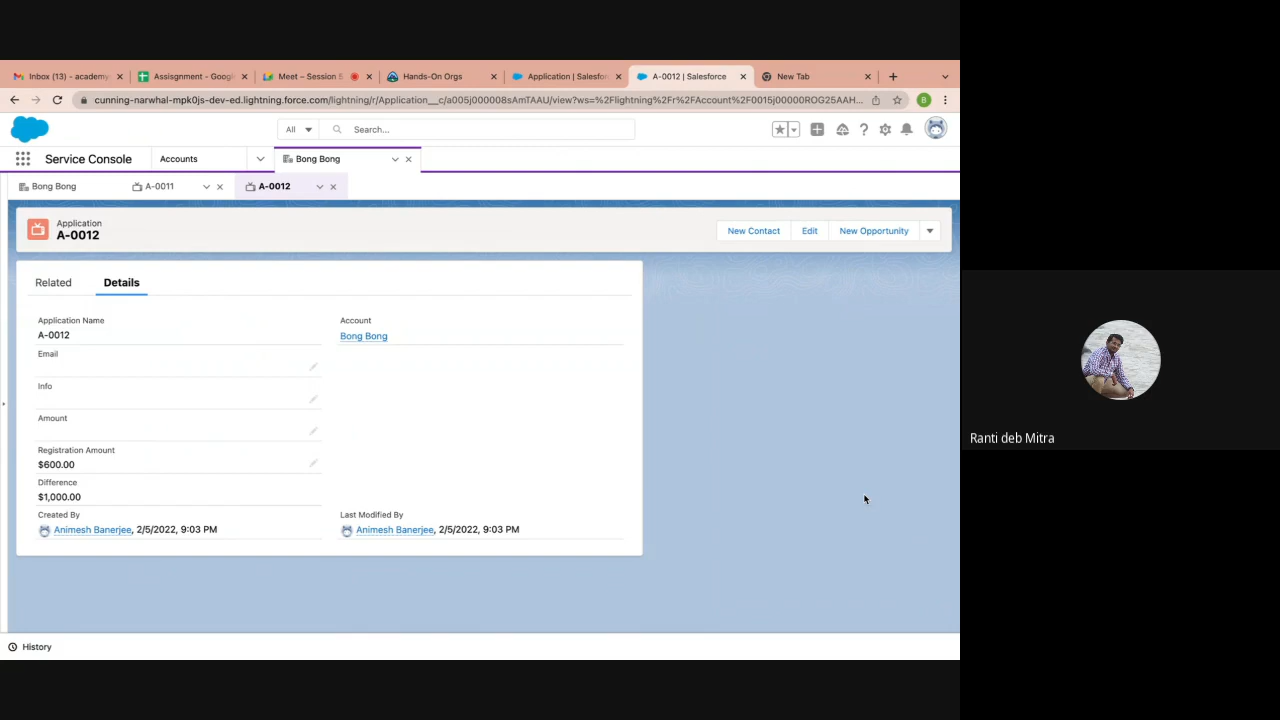 Inbox (13) - academy
Assignment - Googl
Meet – Session 5
Hands-On Orgs
Application | Salesfor
A-0012 | Salesforce
New Tab
cunning-narwhal-mpk0js-dev-ed.lightning.force.com/lightning/r/Application__c/a005j000008sAmTAAU/view?ws=%2Flightning%2Fr%2FAccount%2F0015j00000ROG25AAH...
B
All
Search...
Service Console
Accounts
Bong Bong
Bong Bong
A-0011
A-0012
Application
A-0012
New Contact
Edit
New Opportunity
Related
Details
Application Name
A-0012
Account
Bong Bong
Email
Info
Amount
Registration Amount
$600.00
Difference
$1,000.00
Created By
Animesh Banerjee, 2/5/2022, 9:03 PM
Last Modified By
Animesh Banerjee, 2/5/2022, 9:03 PM
History
Ranti deb Mitra